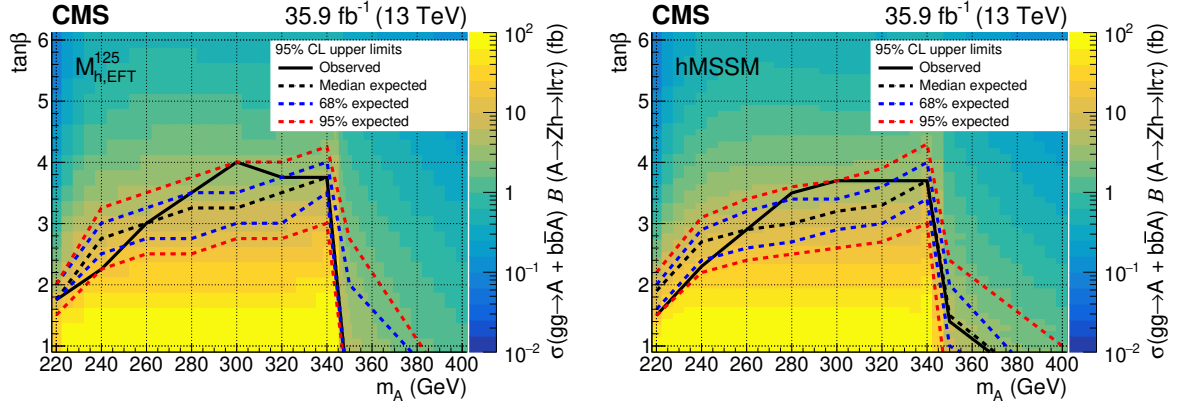 CMS 35.9 fb⁻¹ (13 TeV)
tanβ
6
5
4
3
2
1
M¹²⁵h,EFT
95% CL upper limits
Observed
Median expected
68% expected
95% expected
220 240 260 280 300 320 340 360 380 400
m_A (GeV)
10²
10
1
10⁻¹
10⁻²
σ(gg→A + bb̄A) B (A→Zh→llττ) (fb)
CMS 35.9 fb⁻¹ (13 TeV)
tanβ
6
5
4
3
2
1
hMSSM
95% CL upper limits
Observed
Median expected
68% expected
95% expected
220 240 260 280 300 320 340 360 380 400
m_A (GeV)
10²
10
1
10⁻¹
10⁻²
σ(gg→A + bb̄A) B (A→Zh→llττ) (fb)